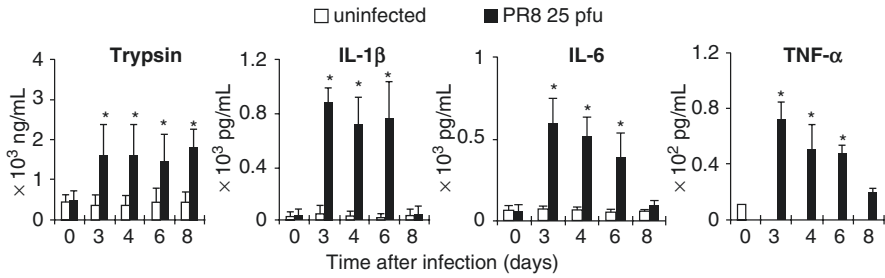 uninfected PR8 25 pfu
Trypsin IL-1β IL-6 TNF-α
× 10³ ng/mL
4
3
2
1
0
* * * *
0 3 4 6 8
× 10³ pg/mL
1.2
0.8
0.4
0
* * *
0 3 4 6 8
× 10³ pg/mL
1
0.5
0
* * *
0 3 4 6 8
× 10² pg/mL
1.2
0.8
0.4
0
* * *
0 3 4 6 8
Time after infection (days)